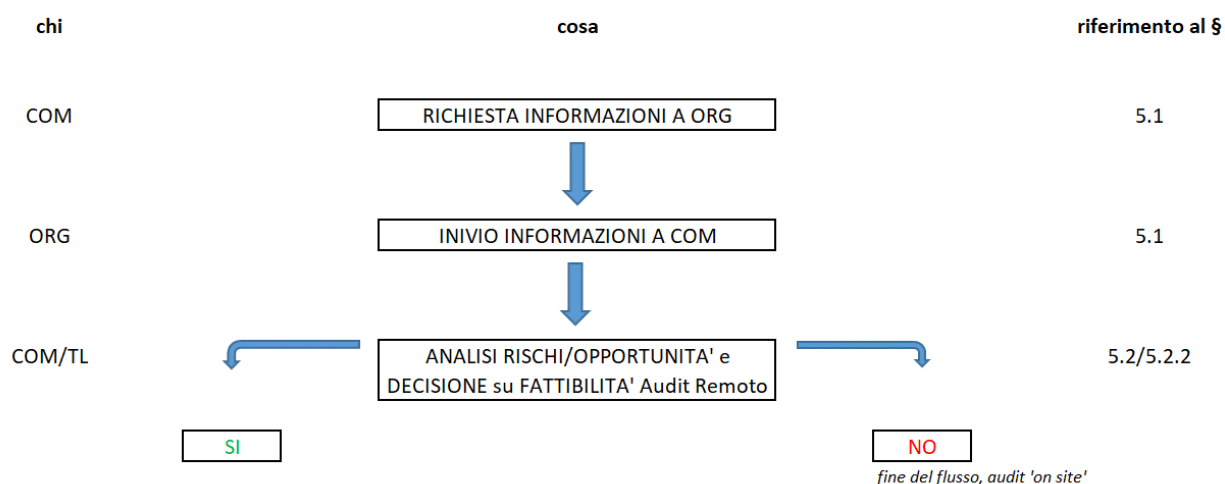 chi cosa riferimento al §
COM RICHIESTA INFORMAZIONI A ORG 5.1
ORG INIVIO INFORMAZIONI A COM 5.1
COM/TL ANALISI RISCHI/OPPORTUNITA' e 5.2/5.2.2
DECISIONE su FATTIBILITA' Audit Remoto
SI NO
fine del flusso, audit 'on site'